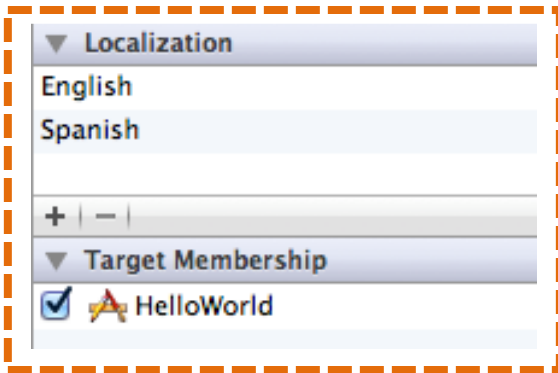 Localization
English
Spanish
+ −
Target Membership
HelloWorld